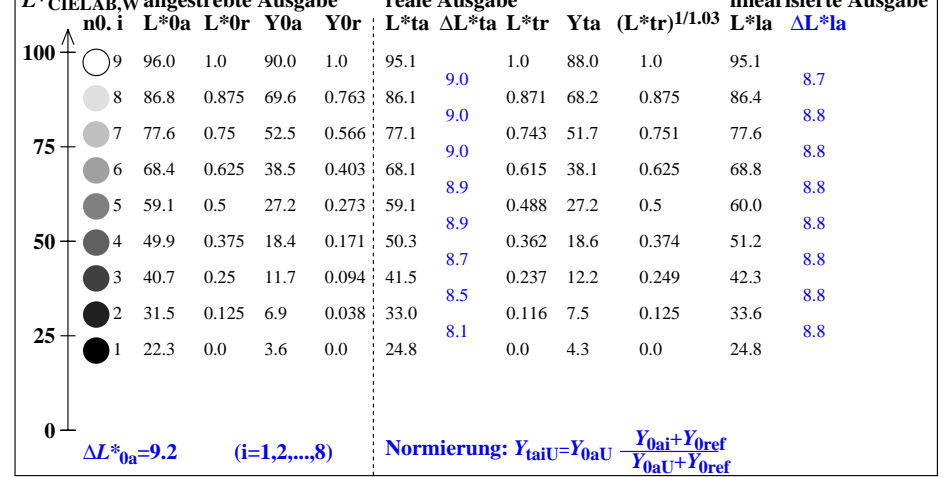 L*CIELAB,W angestrebte Ausgabe reale Ausgabe linearisierte Ausgabe
n0. i L*0a L*0r Y0a Y0r L*ta ΔL*ta L*tr Yta (L*tr)1/1.03 L*la ΔL*la
100
9 96.0 1.0 90.0 1.0 95.1 1.0 88.0 1.0 95.1
9.0 8.7
8 86.8 0.875 69.6 0.763 86.1 0.871 68.2 0.875 86.4
9.0 8.8
7 77.6 0.75 52.5 0.566 77.1 0.743 51.7 0.751 77.6
75
9.0 8.8
6 68.4 0.625 38.5 0.403 68.1 0.615 38.1 0.625 68.8
8.9 8.8
5 59.1 0.5 27.2 0.273 59.1 0.488 27.2 0.5 60.0
8.9 8.8
50
4 49.9 0.375 18.4 0.171 50.3 0.362 18.6 0.374 51.2
8.7 8.8
3 40.7 0.25 11.7 0.094 41.5 0.237 12.2 0.249 42.3
8.5 8.8
2 31.5 0.125 6.9 0.038 33.0 0.116 7.5 0.125 33.6
8.1 8.8
25
1 22.3 0.0 3.6 0.0 24.8 0.0 4.3 0.0 24.8
0
ΔL*0a=9.2 (i=1,2,...,8) Normierung: YtaiU=Y0aU Y0ai+Y0ref
Y0aU+Y0ref